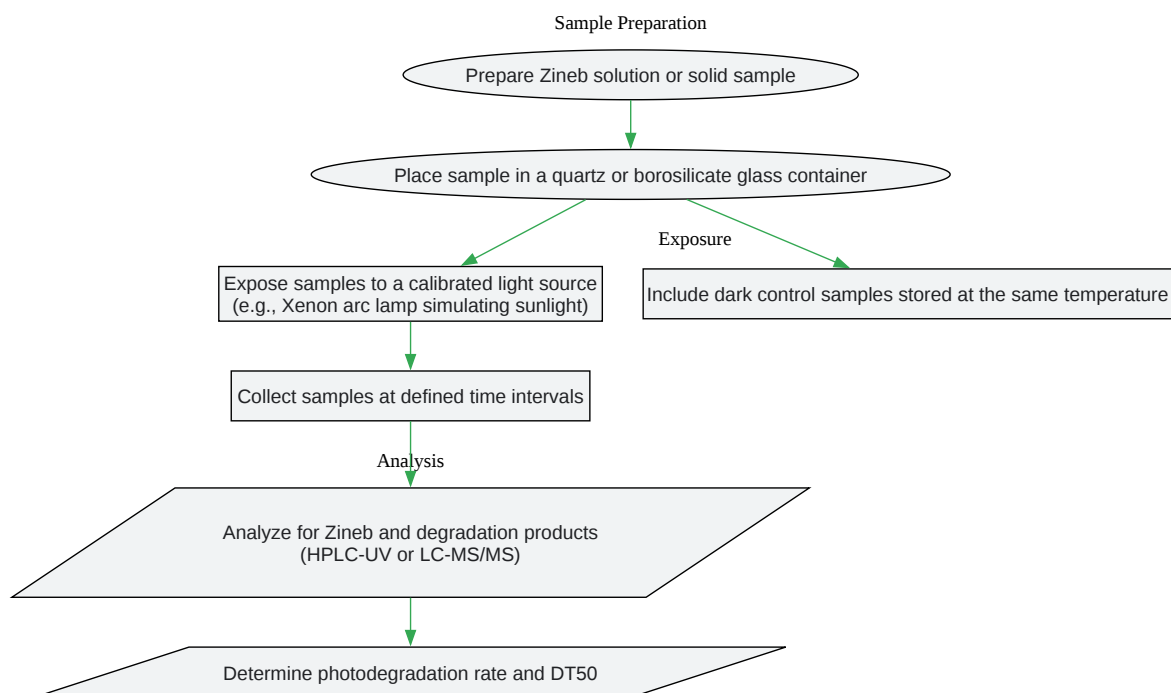 Sample Preparation
Prepare Zineb solution or solid sample
Place sample in a quartz or borosilicate glass container
Exposure
Expose samples to a calibrated light source
(e.g., Xenon arc lamp simulating sunlight)
Include dark control samples stored at the same temperature
Collect samples at defined time intervals
Analysis
Analyze for Zineb and degradation products
(HPLC-UV or LC-MS/MS)
Determine photodegradation rate and DT50